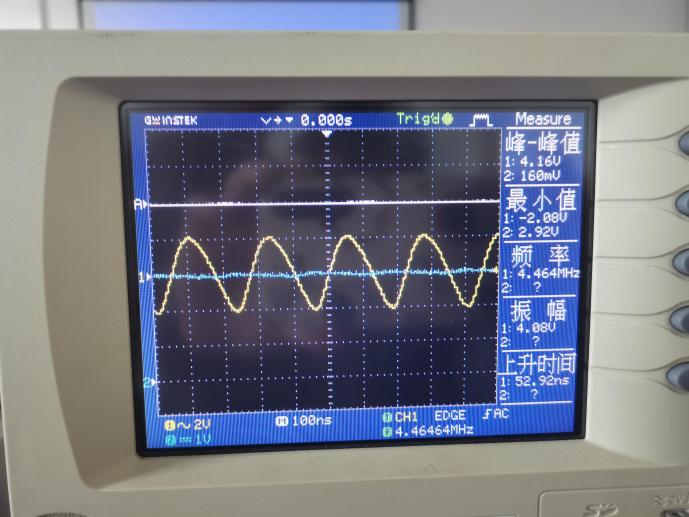 GWINSTEK 0.000s Trig'd Measure
峰-峰值
1: 4.16V
2: 160mV
最小值
1: -2.08V
2: 2.92V
频 率
1: 4.464MHz
2: ?
振 幅
1: 4.08V
2: ?
上升时间
1: 52.92ns
2: ?
A
1
2
1 2V M 100ns T CH1 EDGE AC
2 1V F 4.46464MHz